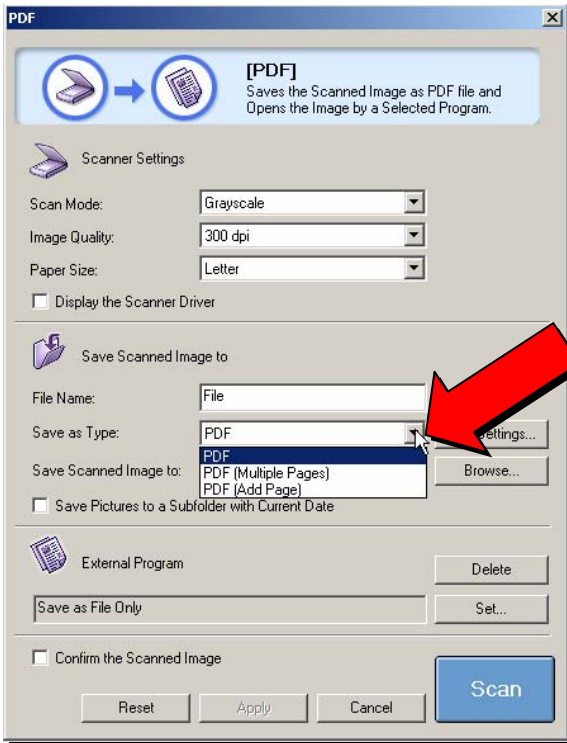 PDF
[PDF]
Saves the Scanned Image as PDF file and
Opens the Image by a Selected Program.
Scanner Settings
Scan Mode: Grayscale
Image Quality: 300 dpi
Paper Size: Letter
Display the Scanner Driver
Save Scanned Image to
File Name: File
Save as Type: PDF
PDF
PDF (Multiple Pages)
PDF (Add Page)
Save Scanned Image to: Browse...
Save Pictures to a Subfolder with Current Date
External Program
Delete
Save as File Only Set...
Confirm the Scanned Image
Scan
Reset Apply Cancel